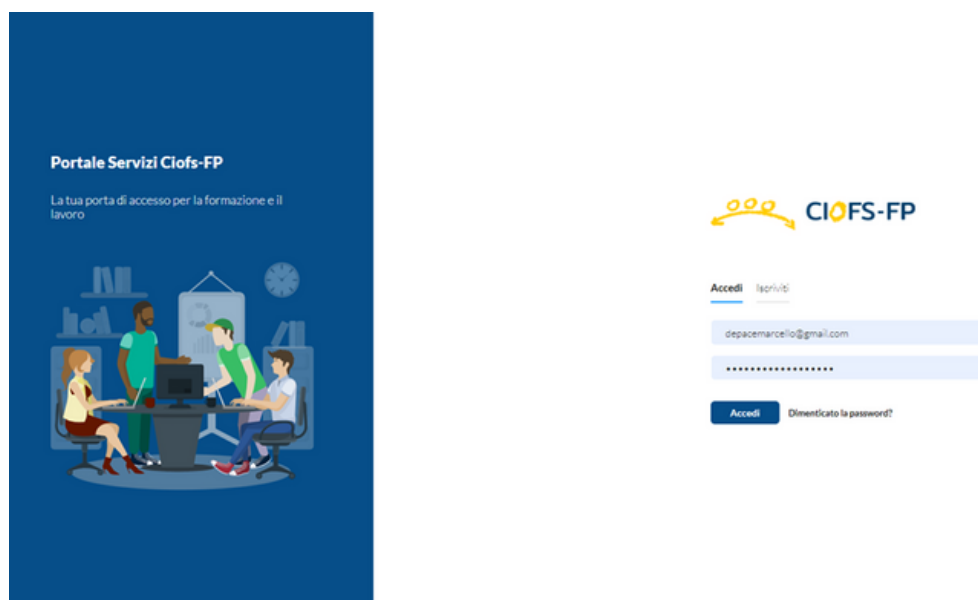 Portale Servizi Ciofs-FP
La tua porta di accesso per la formazione e il
lavoro
CIOFS-FP
Accedi Iscriviti
depacemarcello@gmail.com
••••••••••••••••••
Accedi Dimenticato la password?